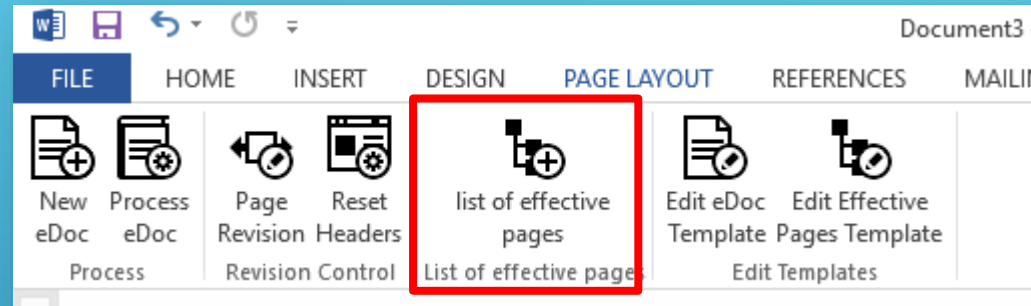 Document3 -
FILE HOME INSERT DESIGN PAGE LAYOUT REFERENCES
New Process Page Reset list of effective Edit eDoc Edit Effective
eDoc eDoc Revision Headers pages Template Pages Template
Process Revision Control List of effective pages Edit Templates